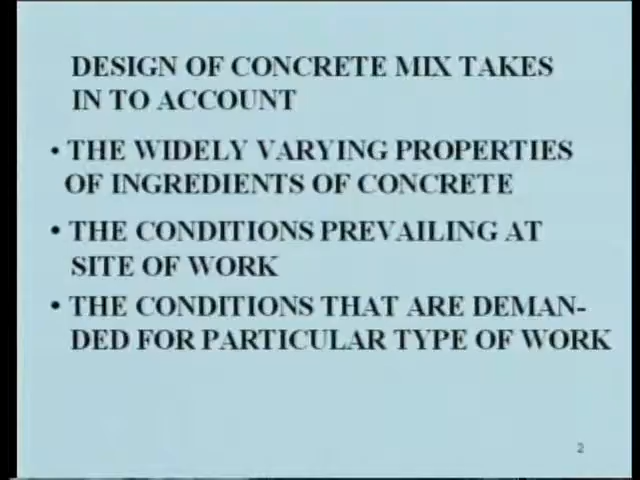 DESIGN OF CONCRETE MIX TAKES
IN TO ACCOUNT
• THE WIDELY VARYING PROPERTIES
OF INGREDIENTS OF CONCRETE
• THE CONDITIONS PREVAILING AT
SITE OF WORK
• THE CONDITIONS THAT ARE DEMAN-
DED FOR PARTICULAR TYPE OF WORK
2